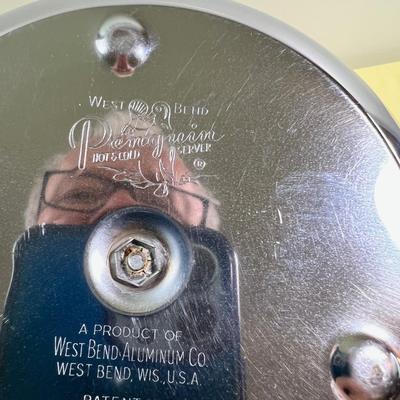 WEST BEND
Penguin
HOT & COLD SERVER
®
A PRODUCT OF
WEST BEND ALUMINUM CO.
WEST BEND, WIS., U.S.A.